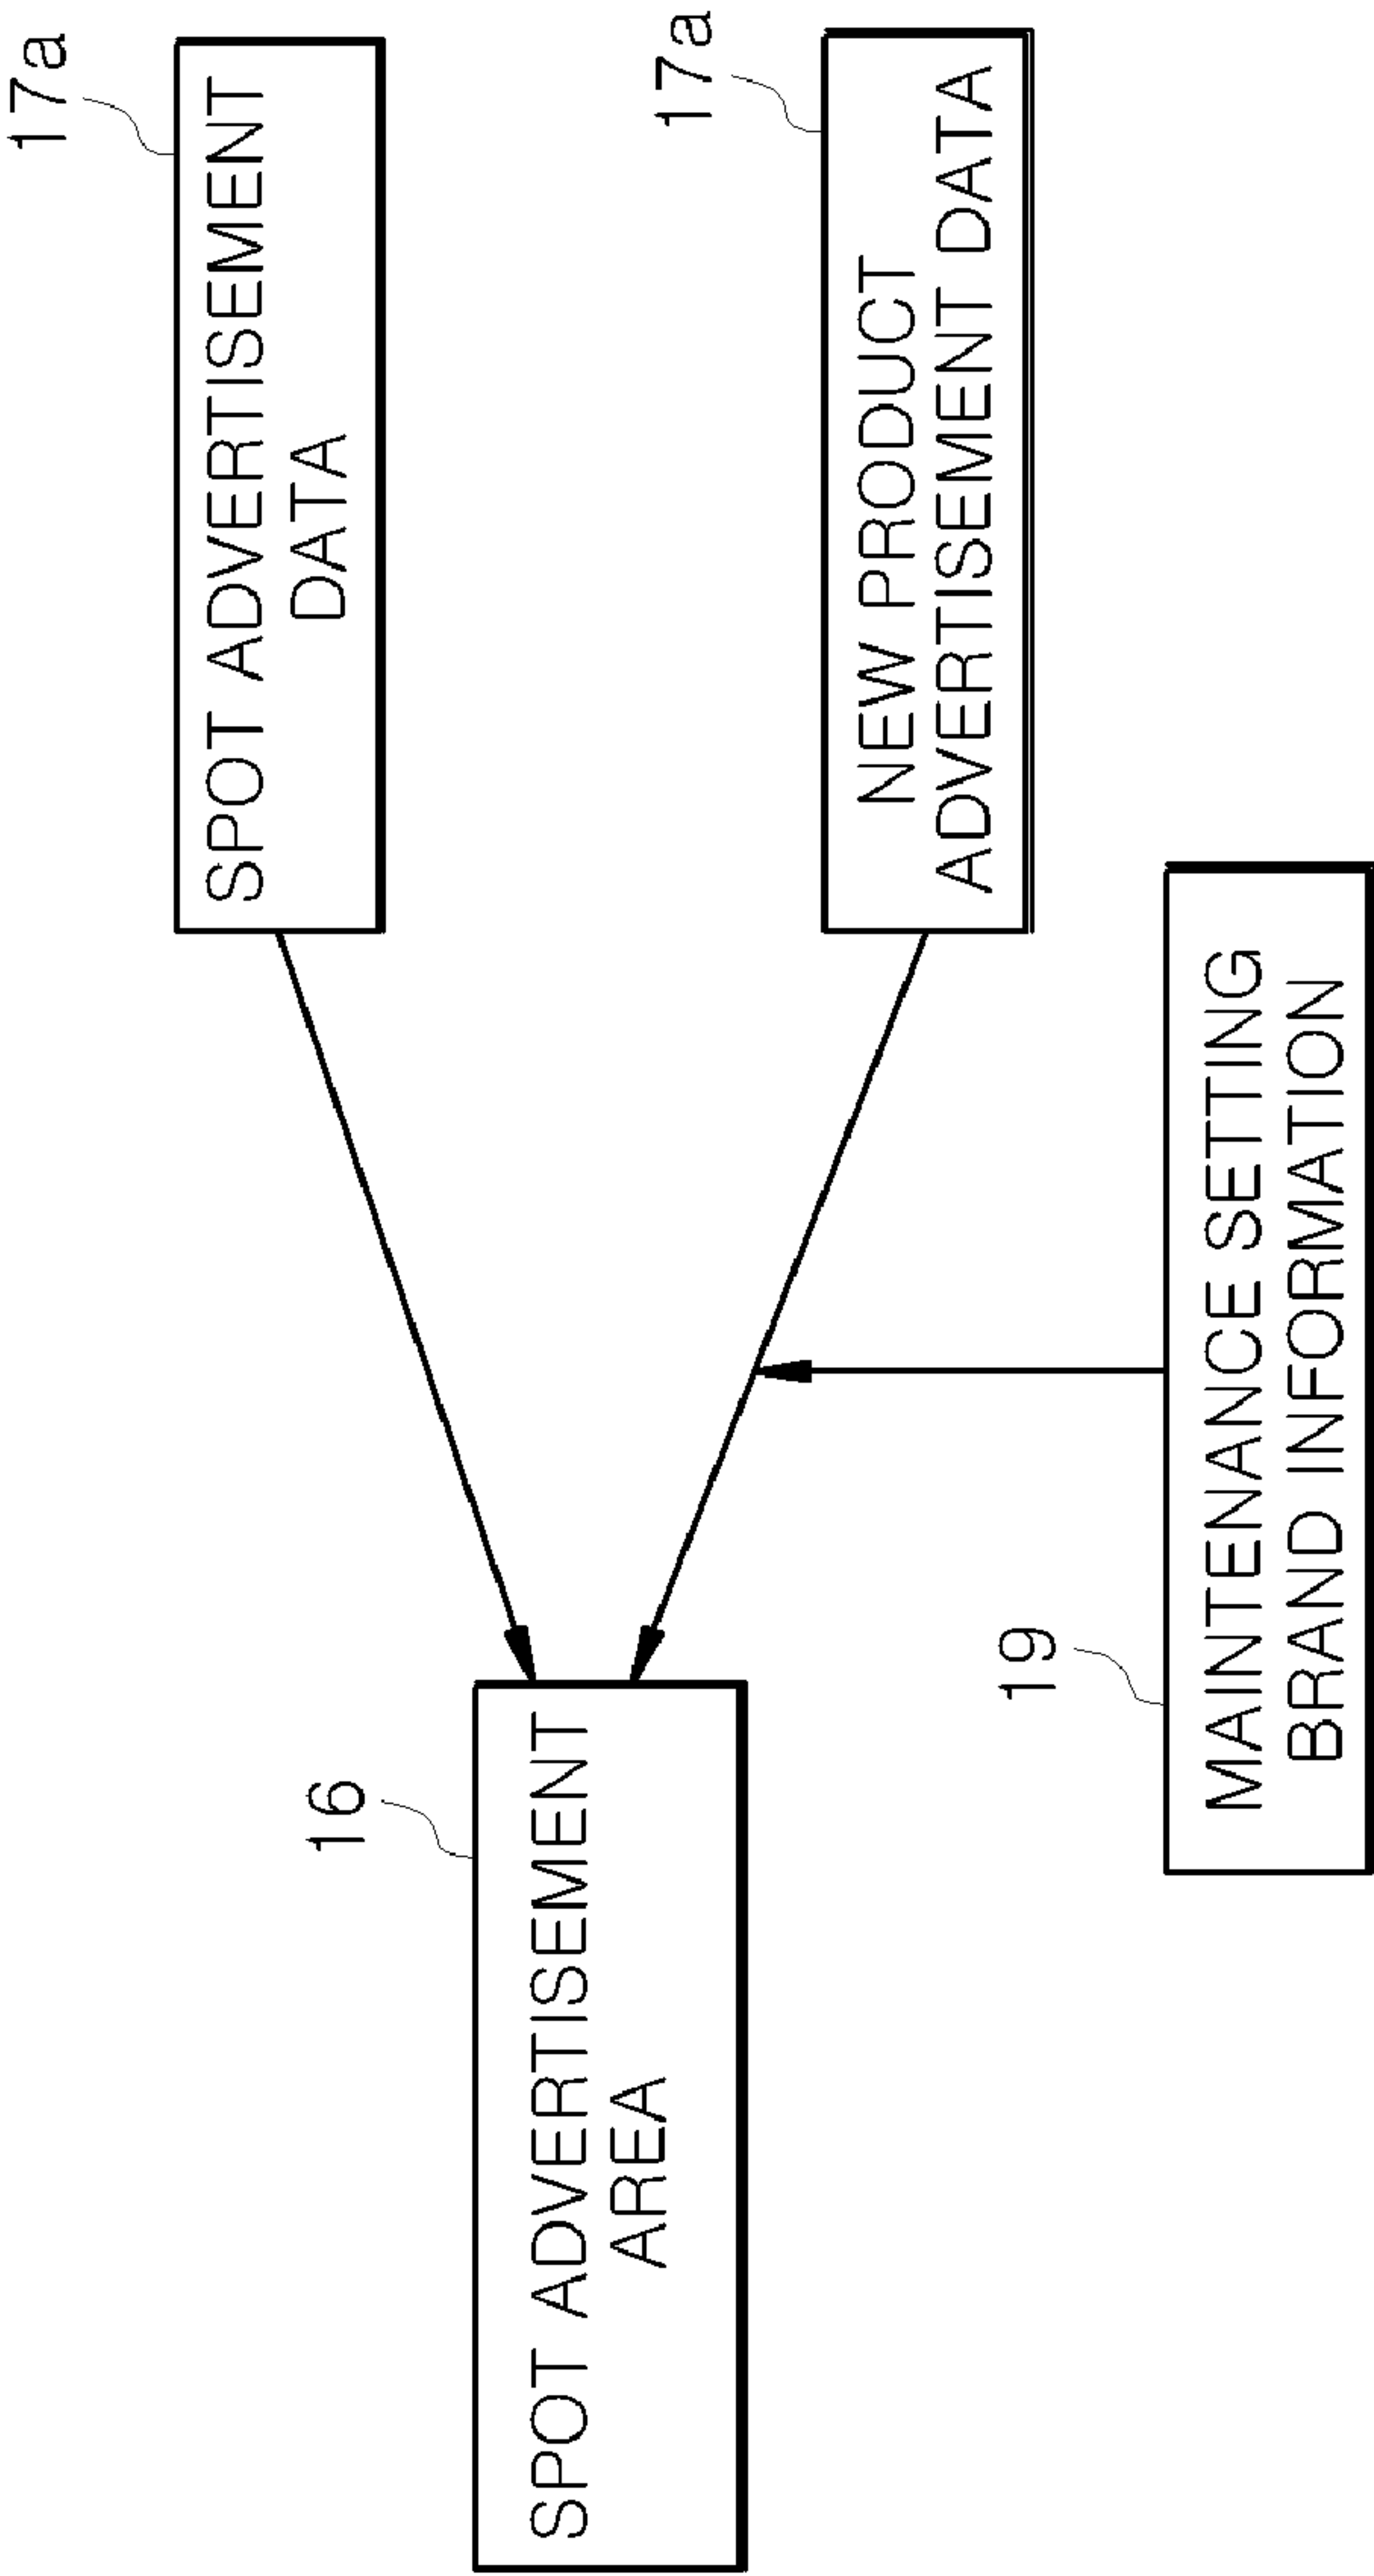 17a
SPOT ADVERTISEMENT
DATA
16
SPOT ADVERTISEMENT
AREA
17a
NEW PRODUCT
ADVERTISEMENT DATA
19
MAINTENANCE SETTING
BRAND INFORMATION